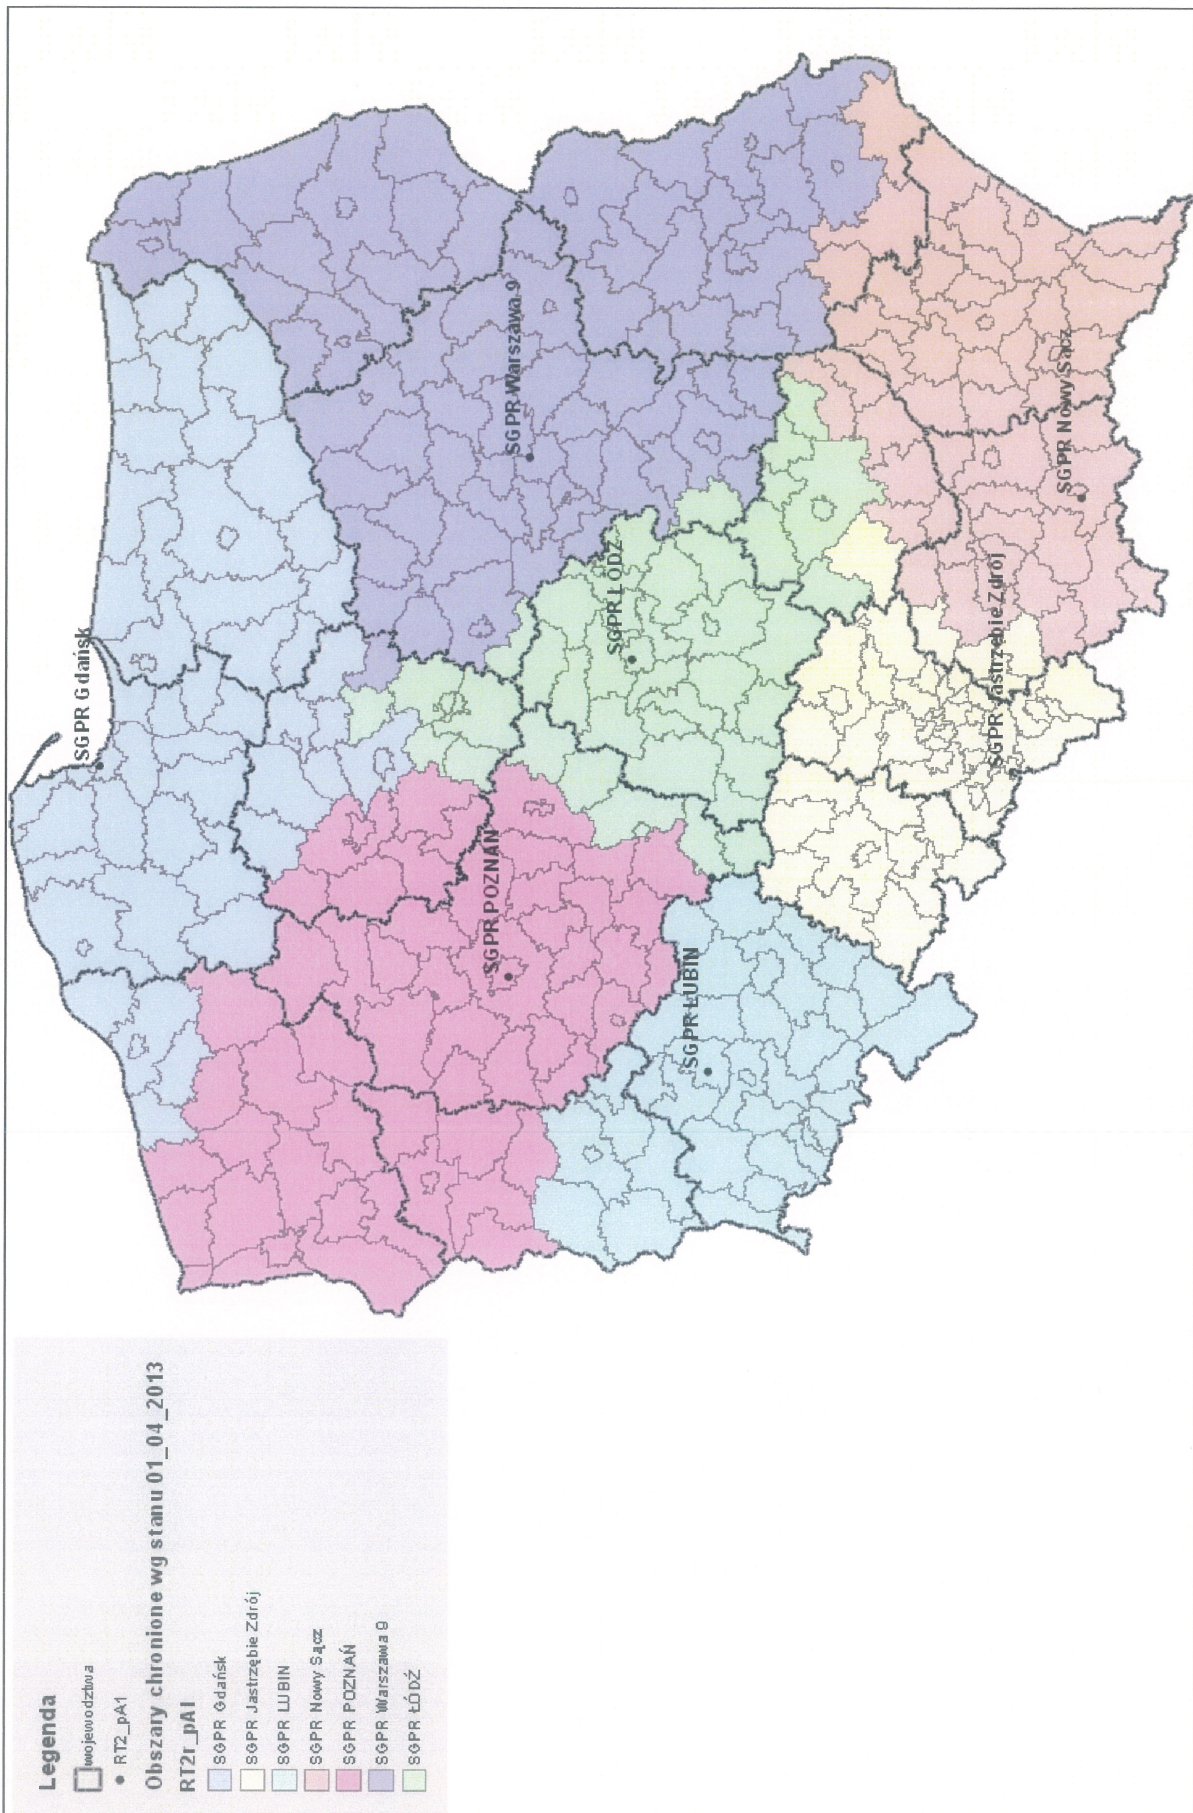 Legenda
województwa
RT2_pA1
Obszary chronione wg stanu 01_04_2013
RT2r_pA1
SGPR Gdańsk
SGPR Jastrzębie Zdrój
SGPR LUBIN
SGPR Nowy Sącz
SGPR POZNAŃ
SGPR Warszawa 9
SGPR ŁÓDŹ
SGPR Gdańsk
SGPR POZNAŃ
SGPR Warszawa 9
SGPR ŁÓDŹ
SGPR LUBIN
SGPR Jastrzębie Zdrój
SGPR Nowy Sącz